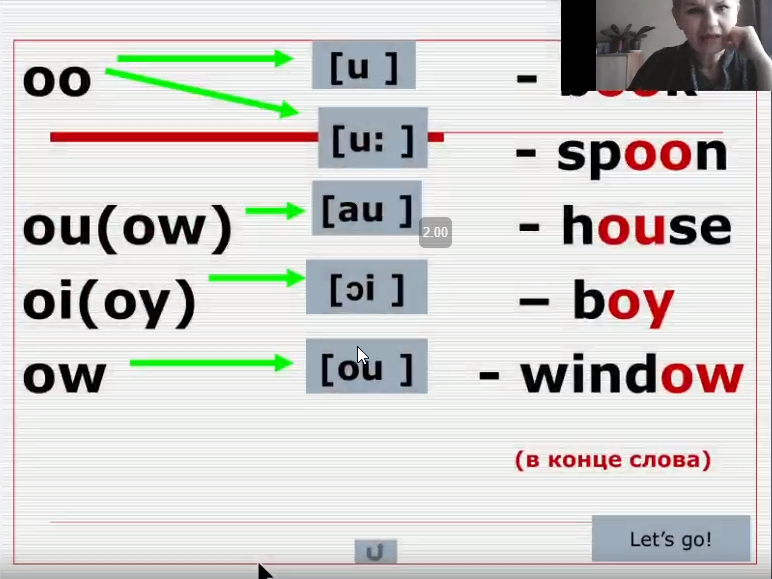 oo [u ] - book
[u: ] - spoon
ou(ow) [au ] - house
2.00
oi(oy) [ɔi ] – boy
ow [ou ] - window
(в конце слова)
Let's go!